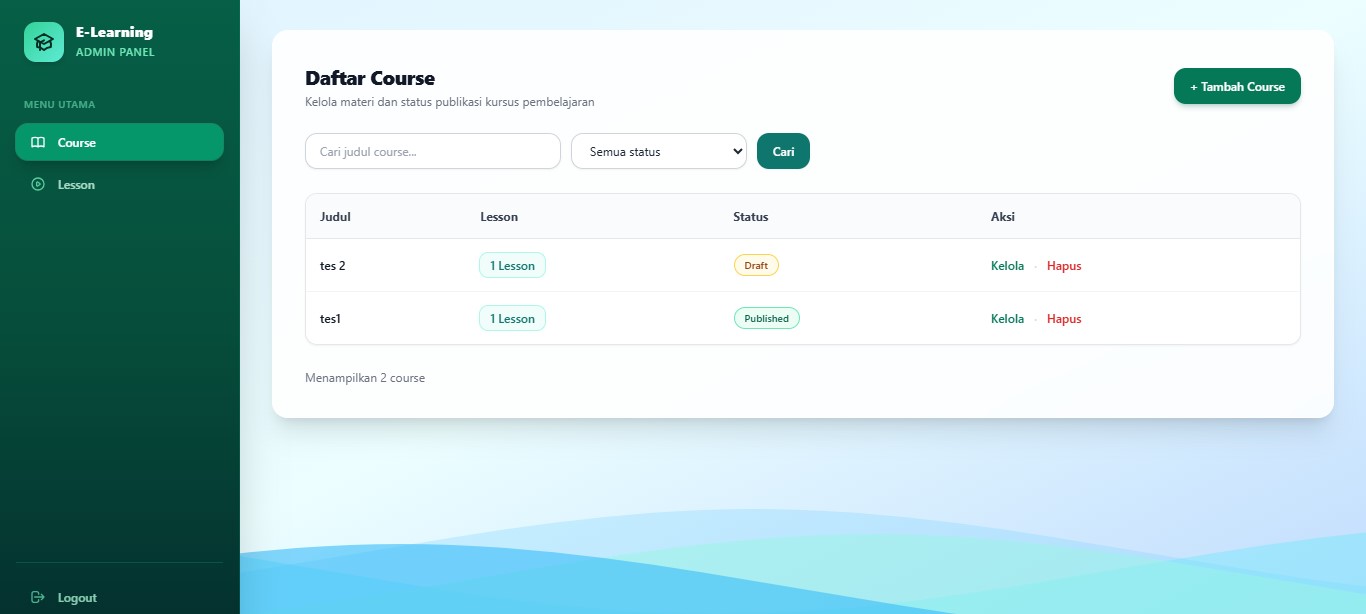 E-Learning
ADMIN PANEL
MENU UTAMA
Course
Lesson
Logout
Daftar Course
Kelola materi dan status publikasi kursus pembelajaran
+ Tambah Course
Cari judul course...
Semua status
Cari
Judul Lesson Status Aksi
tes 2 1 Lesson Draft Kelola · Hapus
tes1 1 Lesson Published Kelola · Hapus
Menampilkan 2 course